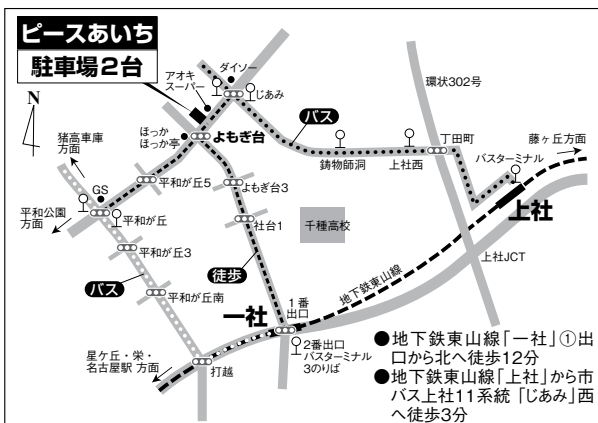 ピースあいち
駐車場2台
N
アオキ
スーパー
ダイソー
じあみ
バス
環状302号
丁田町
藤ヶ丘方面
バスターミナル
上社
鋳物師洞
上社西
猪高車庫
方面
ほっか
ほっか亭
よもぎ台
GS
平和が丘5
よもぎ台3
平和公園
方面
平和が丘
社台1
千種高校
平和が丘3
バス
徒歩
平和が丘南
上社JCT
地下鉄東山線
一社
1番
出口
星ケ丘・栄・
名古屋駅 方面
打越
2番出口
バスターミナル
3のりば
●地下鉄東山線「一社」①出
口から北へ徒歩12分
●地下鉄東山線「上社」から市
バス上社11系統「じあみ」西
へ徒歩3分